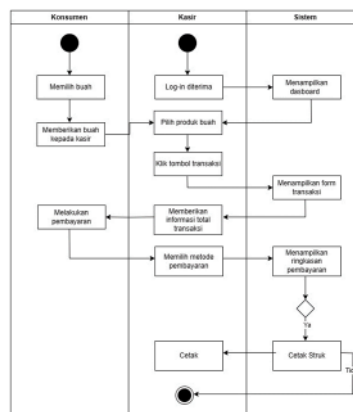 Konsumen
Kasir
Sistem
Memilih buah
Log-in diterima
Menampilkan
dasboard
Memberikan buah
kepada kasir
Pilih produk buah
Klik tombol transaksi
Menampilkan form
transaksi
Melakukan
pembayaran
Memberikan
informasi total
transaksi
Memilih metode
pembayaran
Menampilkan
ringkasan
pembayaran
Ya
Cetak
Cetak Struk